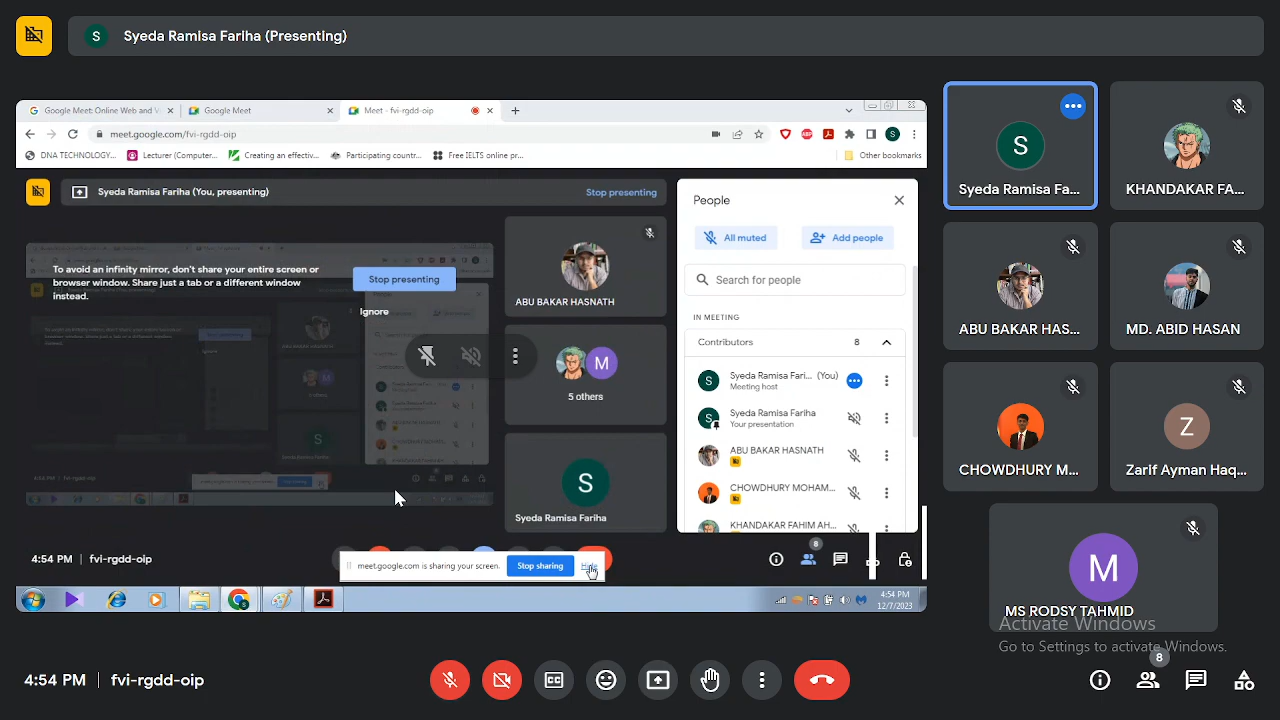 S Syeda Ramisa Fariha (Presenting)
Google Meet: Online Web and V
Google Meet
Meet - fvi-rgdd-oip
meet.google.com/fvi-rgdd-oip
ABP
S
DNA TECHNOLOGY...
Lecturer (Computer...
Creating an effectiv...
Participating countr...
Free IELTS online pr...
Other bookmarks
Syeda Ramisa Fariha (You, presenting)
Stop presenting
To avoid an infinity mirror, don't share your entire screen or
browser window. Share just a tab or a different window
instead.
Stop presenting
Ignore
ABU BAKAR HASNATH
M
5 others
S
Syeda Ramisa Fariha
People
All muted
Add people
Search for people
IN MEETING
Contributors 8
S
Syeda Ramisa Fari... (You)
Meeting host
S
Syeda Ramisa Fariha
Your presentation
ABU BAKAR HASNATH
CHOWDHURY MOHAM...
KHANDAKAR FAHIM AH...
4:54 PM | fvi-rgdd-oip
meet.google.com is sharing your screen.
Stop sharing
Hide
8
4:54 PM
12/7/2023
S
Syeda Ramisa Fa...
KHANDAKAR FA...
ABU BAKAR HAS...
MD. ABID HASAN
CHOWDHURY M...
Z
Zarif Ayman Haq...
M
MS RODSY TAHMID
Activate Windows
Go to Settings to activate Windows.
4:54 PM | fvi-rgdd-oip
CC
8